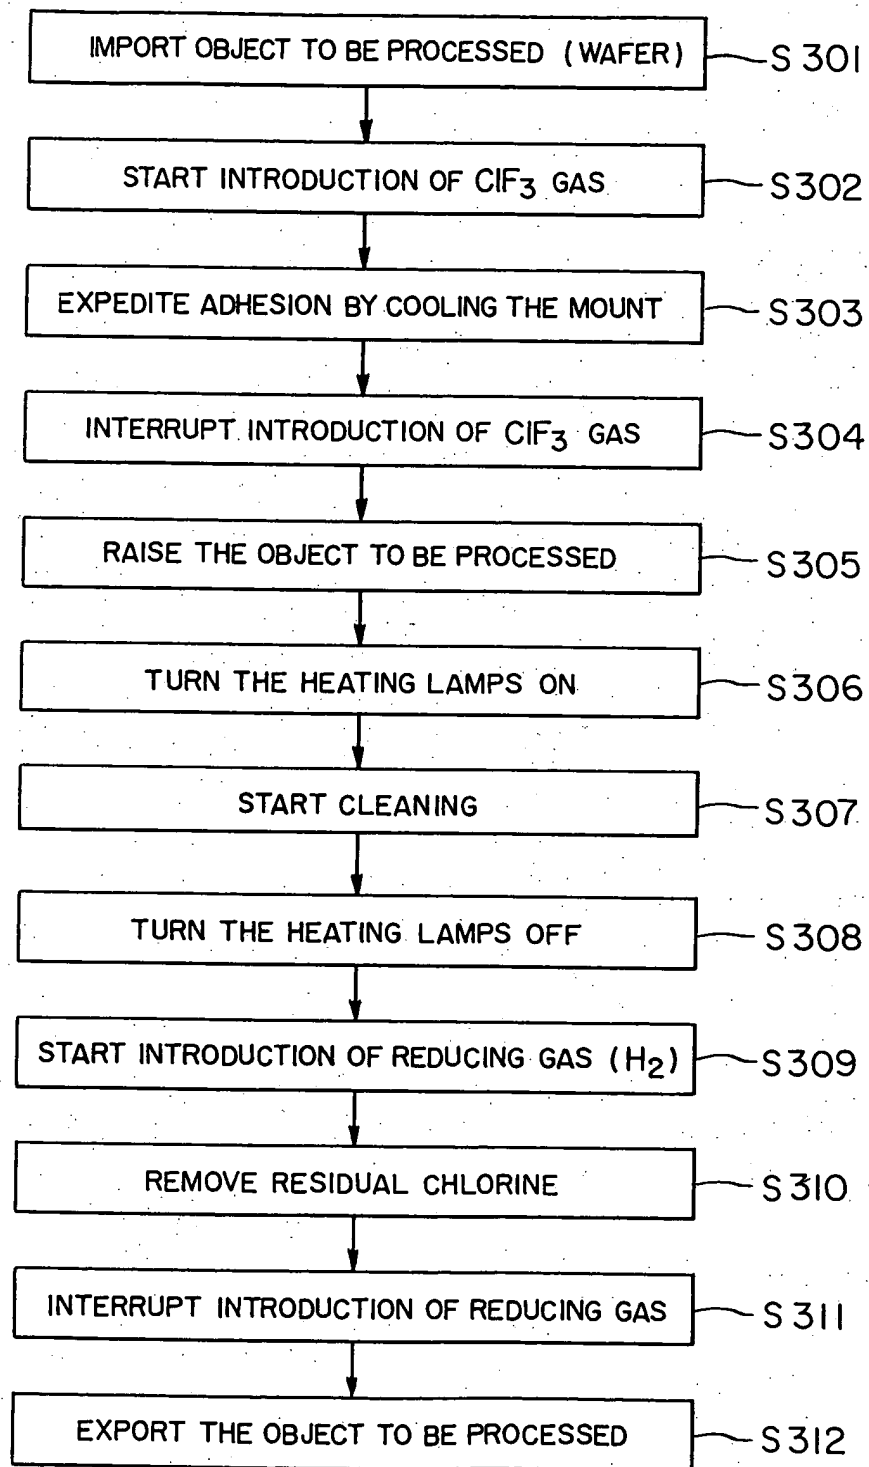 IMPORT OBJECT TO BE PROCESSED (WAFER) S301
START INTRODUCTION OF ClF3 GAS S302
EXPEDITE ADHESION BY COOLING THE MOUNT S303
INTERRUPT INTRODUCTION OF ClF3 GAS S304
RAISE THE OBJECT TO BE PROCESSED S305
TURN THE HEATING LAMPS ON S306
START CLEANING S307
TURN THE HEATING LAMPS OFF S308
START INTRODUCTION OF REDUCING GAS (H2) S309
REMOVE RESIDUAL CHLORINE S310
INTERRUPT INTRODUCTION OF REDUCING GAS S311
EXPORT THE OBJECT TO BE PROCESSED S312